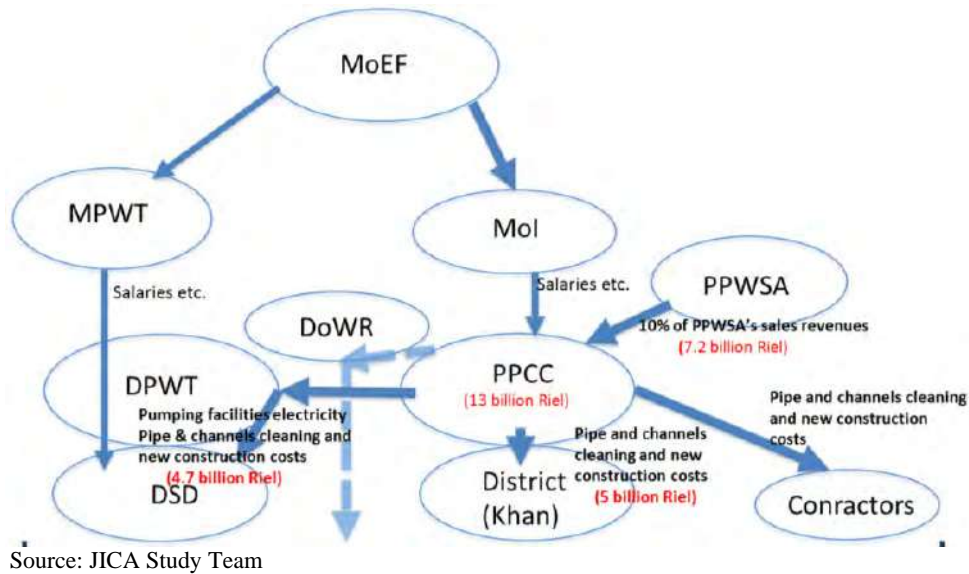 MoEF
MPWT
MoI
Salaries etc.
Salaries etc.
PPWSA
DoWR
10% of PPWSA's sales revenues
(7.2 billion Riel)
DPWT
PPCC
(13 billion Riel)
Pumping facilities electricity
Pipe & channels cleaning and
new construction costs
(4.7 billion Riel)
DSD
Pipe and channels
cleaning and new
construction costs
(5 billion Riel)
District
(Khan)
Pipe and channels cleaning
and new construction
costs
Conractors
Source: JICA Study Team